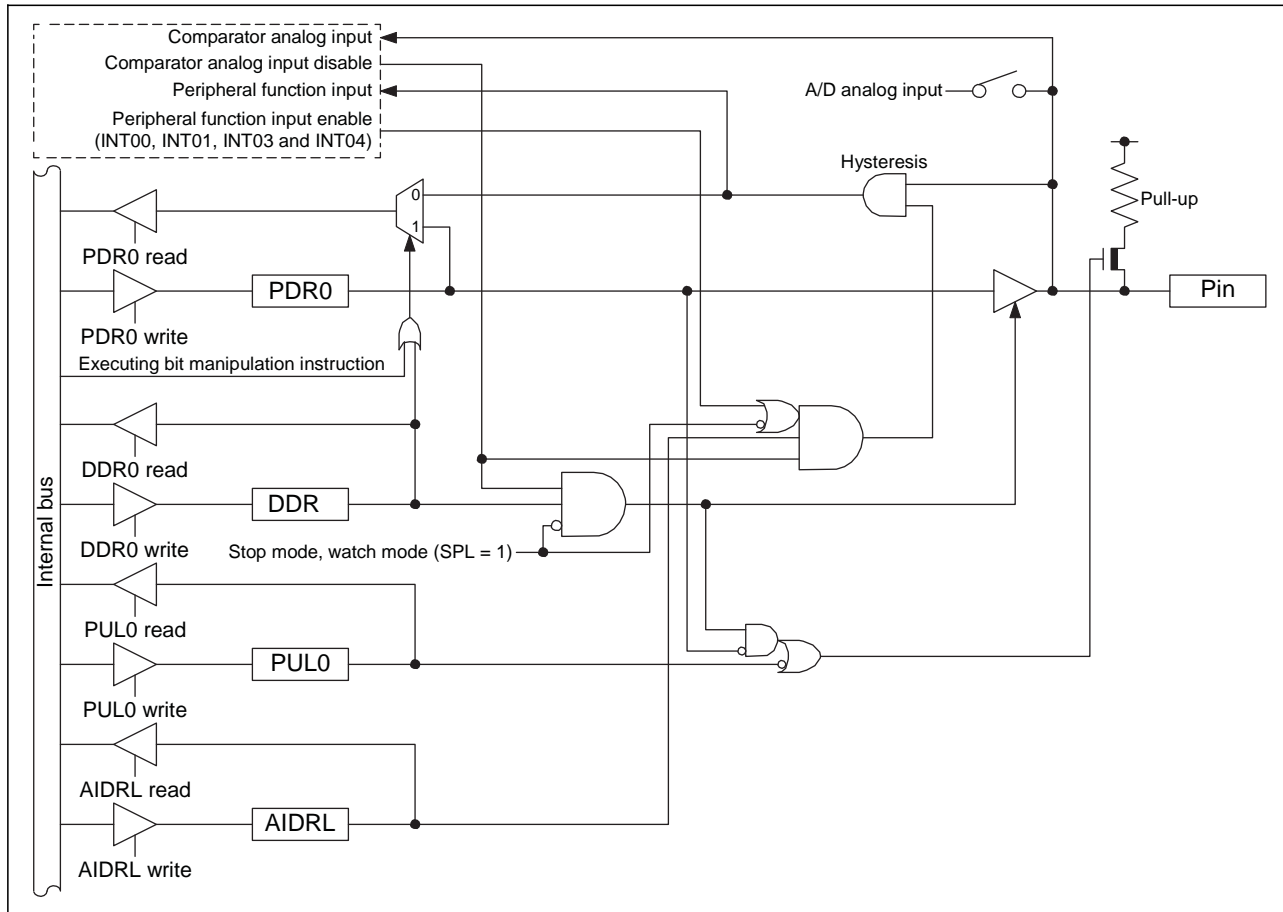 Comparator analog input
Comparator analog input disable
Peripheral function input
A/D analog input
Peripheral function input enable
(INT00, INT01, INT03 and INT04)
Hysteresis
0
Pull-up
1
PDR0 read
PDR0
Pin
PDR0 write
Executing bit manipulation instruction
DDR0 read
DDR
DDR0 write
Stop mode, watch mode (SPL = 1)
Internal bus
PUL0 read
PUL0
PUL0 write
AIDRL read
AIDRL
AIDRL write